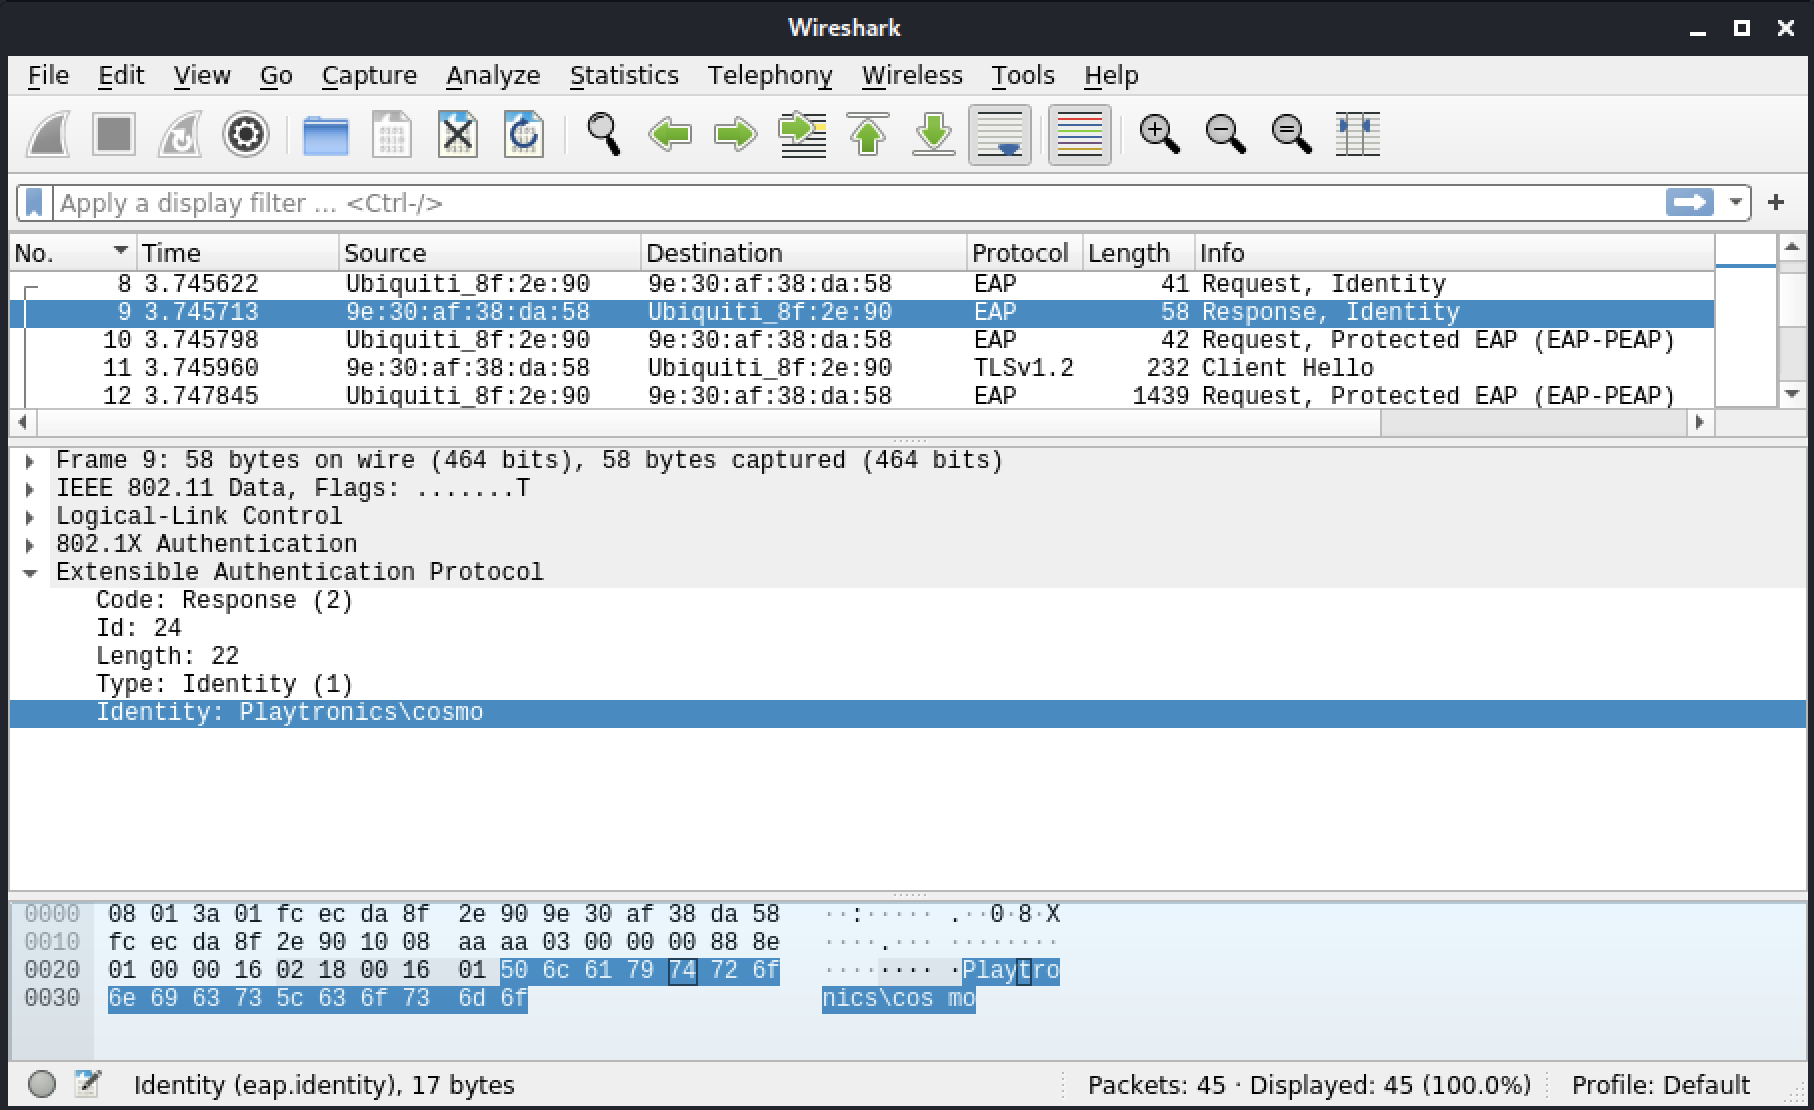 Wireshark
File Edit View Go Capture Analyze Statistics Telephony Wireless Tools Help
Apply a display filter ... <Ctrl-/>
No. Time Source Destination Protocol Length Info
8 3.745622 Ubiquiti_8f:2e:90 9e:30:af:38:da:58 EAP 41 Request, Identity
9 3.745713 9e:30:af:38:da:58 Ubiquiti_8f:2e:90 EAP 58 Response, Identity
10 3.745798 Ubiquiti_8f:2e:90 9e:30:af:38:da:58 EAP 42 Request, Protected EAP (EAP-PEAP)
11 3.745960 9e:30:af:38:da:58 Ubiquiti_8f:2e:90 TLSv1.2 232 Client Hello
12 3.747845 Ubiquiti_8f:2e:90 9e:30:af:38:da:58 EAP 1439 Request, Protected EAP (EAP-PEAP)
Frame 9: 58 bytes on wire (464 bits), 58 bytes captured (464 bits)
IEEE 802.11 Data, Flags: .......T
Logical-Link Control
802.1X Authentication
Extensible Authentication Protocol
Code: Response (2)
Id: 24
Length: 22
Type: Identity (1)
Identity: Playtronics\cosmo
0000 08 01 3a 01 fc ec da 8f 2e 90 9e 30 af 38 da 58 ··:····· .··0·8·X
0010 fc ec da 8f 2e 90 10 08 aa aa 03 00 00 00 88 8e ····.··· ········
0020 01 00 00 16 02 18 00 16 01 50 6c 61 79 74 72 6f ········ ·Playtro
0030 6e 69 63 73 5c 63 6f 73 6d 6f nics\cos mo
Identity (eap.identity), 17 bytes Packets: 45 · Displayed: 45 (100.0%) Profile: Default